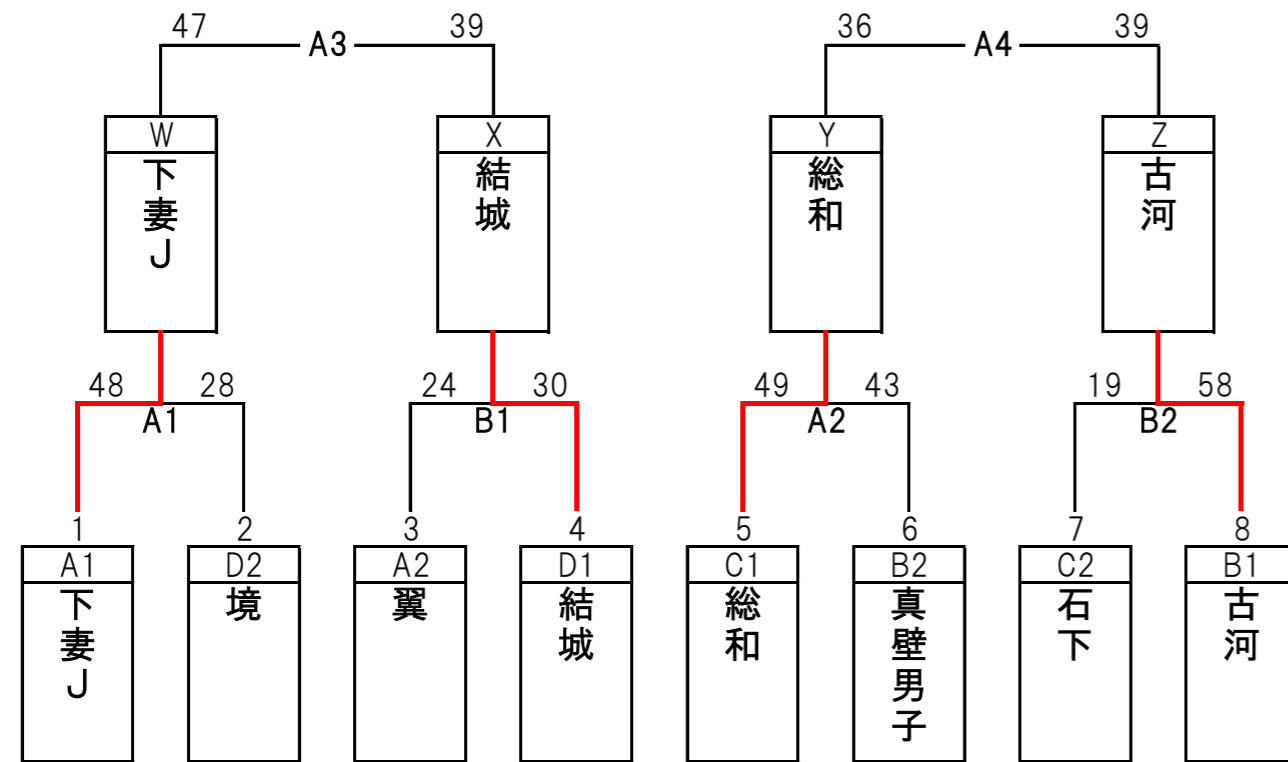 47 A3 39 36 A4 39
W X Y Z
下妻J 結城 総和 古河
48 28 24 30 49 43 19 58
A1 B1 A2 B2
1 2 3 4 5 6 7 8
A1 D2 A2 D1 C1 B2 C2 B1
下妻J 境 翼 結城 総和 真壁男子 石下 古河